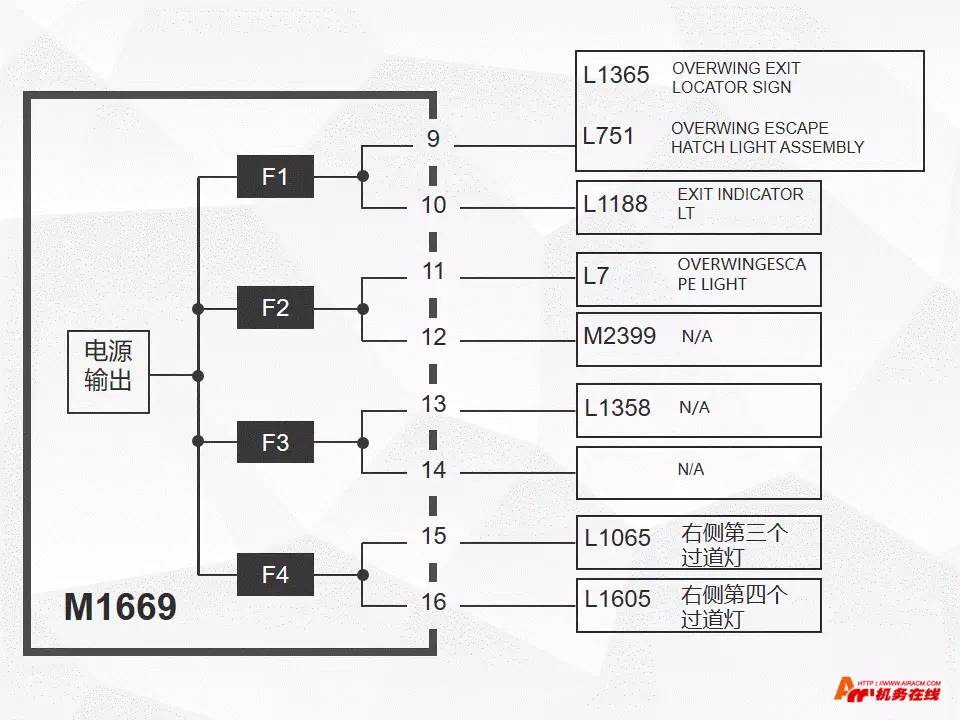 L1365 OVERWING EXIT
LOCATOR SIGN
L751 OVERWING ESCAPE
HATCH LIGHT ASSEMBLY
9
F1
10
L1188 EXIT INDICATOR
LT
11
L7 OVERWINGESCA
PE LIGHT
F2
12
M2399 N/A
电源
输出
13
L1358 N/A
F3
14
N/A
15
L1065 右侧第三个
过道灯
F4
16
L1605 右侧第四个
过道灯
M1669
HTTP://WWW.AIRACM.COM
机务在线